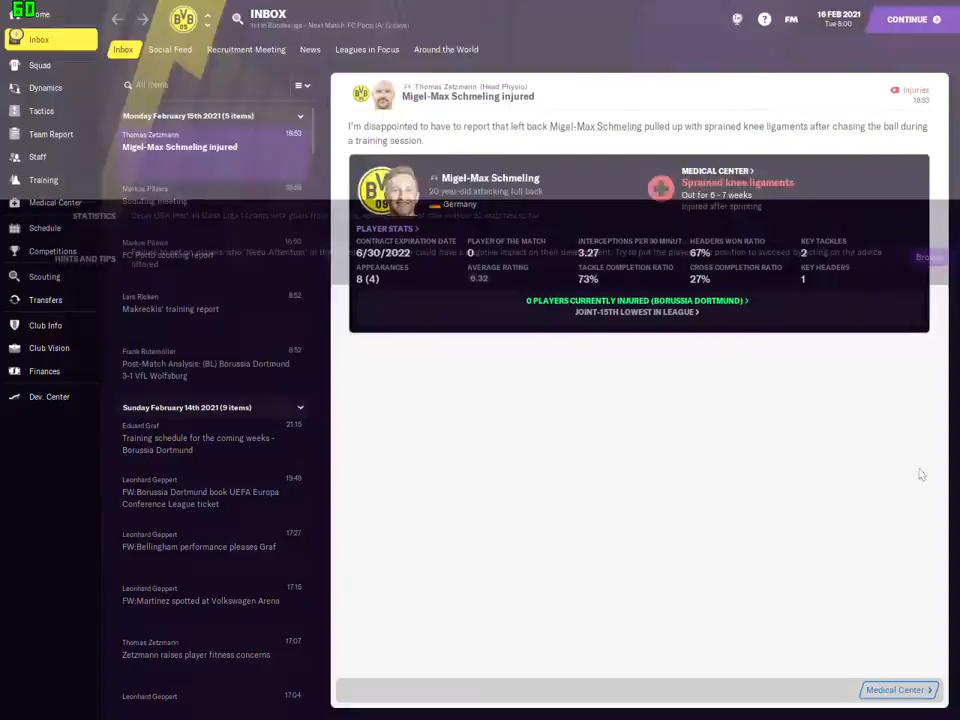 60
Home
INBOX
16 FEB 2021
Tue 8:00
FM
CONTINUE
Inbox
Inbox
Social Feed
Recruitment Meeting
News
Leagues in Focus
Around the World
Squad
Dynamics
Tactics
Team Report
Staff
Training
Medical Center
Schedule
Competitions
Scouting
Transfers
Club Info
Club Vision
Finances
Dev. Center
All items
Monday February 15th 2021 (5 items)
Thomas Zetzmann
18:53
Migel-Max Schmeling injured
Scouting meeting
16:50
FC Porto scouting report
offered
Lars Ricken
8:52
Makreckis' training report
Frank Rutemöller
8:52
Post-Match Analysis: (BL) Borussia Dortmund
3-1 VfL Wolfsburg
Sunday February 14th 2021 (9 items)
Eduard Graf
21:15
Training schedule for the coming weeks -
Borussia Dortmund
Leonhard Geppert
19:49
FW:Borussia Dortmund book UEFA Europa
Conference League ticket
Leonhard Geppert
17:27
FW:Bellingham performance pleases Graf
Leonhard Geppert
17:15
FW:Martínez spotted at Volkswagen Arena
Thomas Zetzmann
17:07
Zetzmann raises player fitness concerns
Leonhard Geppert
17:04
STATISTICS
HINTS AND TIPS
Thomas Zetzmann (Head Physio)
Migel-Max Schmeling injured
Injuries
18:53
I'm disappointed to have to report that left back Migel-Max Schmeling pulled up with sprained knee ligaments after chasing the ball during
a training session.
Migel-Max Schmeling
20-year-old attacking full back
Germany
MEDICAL CENTER >
Sprained knee ligaments
Out for 6 - 7 weeks
Injured after sprinting
PLAYER STATS >
CONTRACT EXPIRATION DATE
PLAYER OF THE MATCH
INTERCEPTIONS PER 90 MINUT
HEADERS WON RATIO
KEY TACKLES
6/30/2022
0
3.27
67%
2
APPEARANCES
AVERAGE RATING
TACKLE COMPLETION RATIO
CROSS COMPLETION RATIO
KEY HEADERS
8 (4)
6.32
73%
27%
1
0 PLAYERS CURRENTLY INJURED (BORUSSIA DORTMUND) >
JOINT-15TH LOWEST IN LEAGUE >
Medical Center >